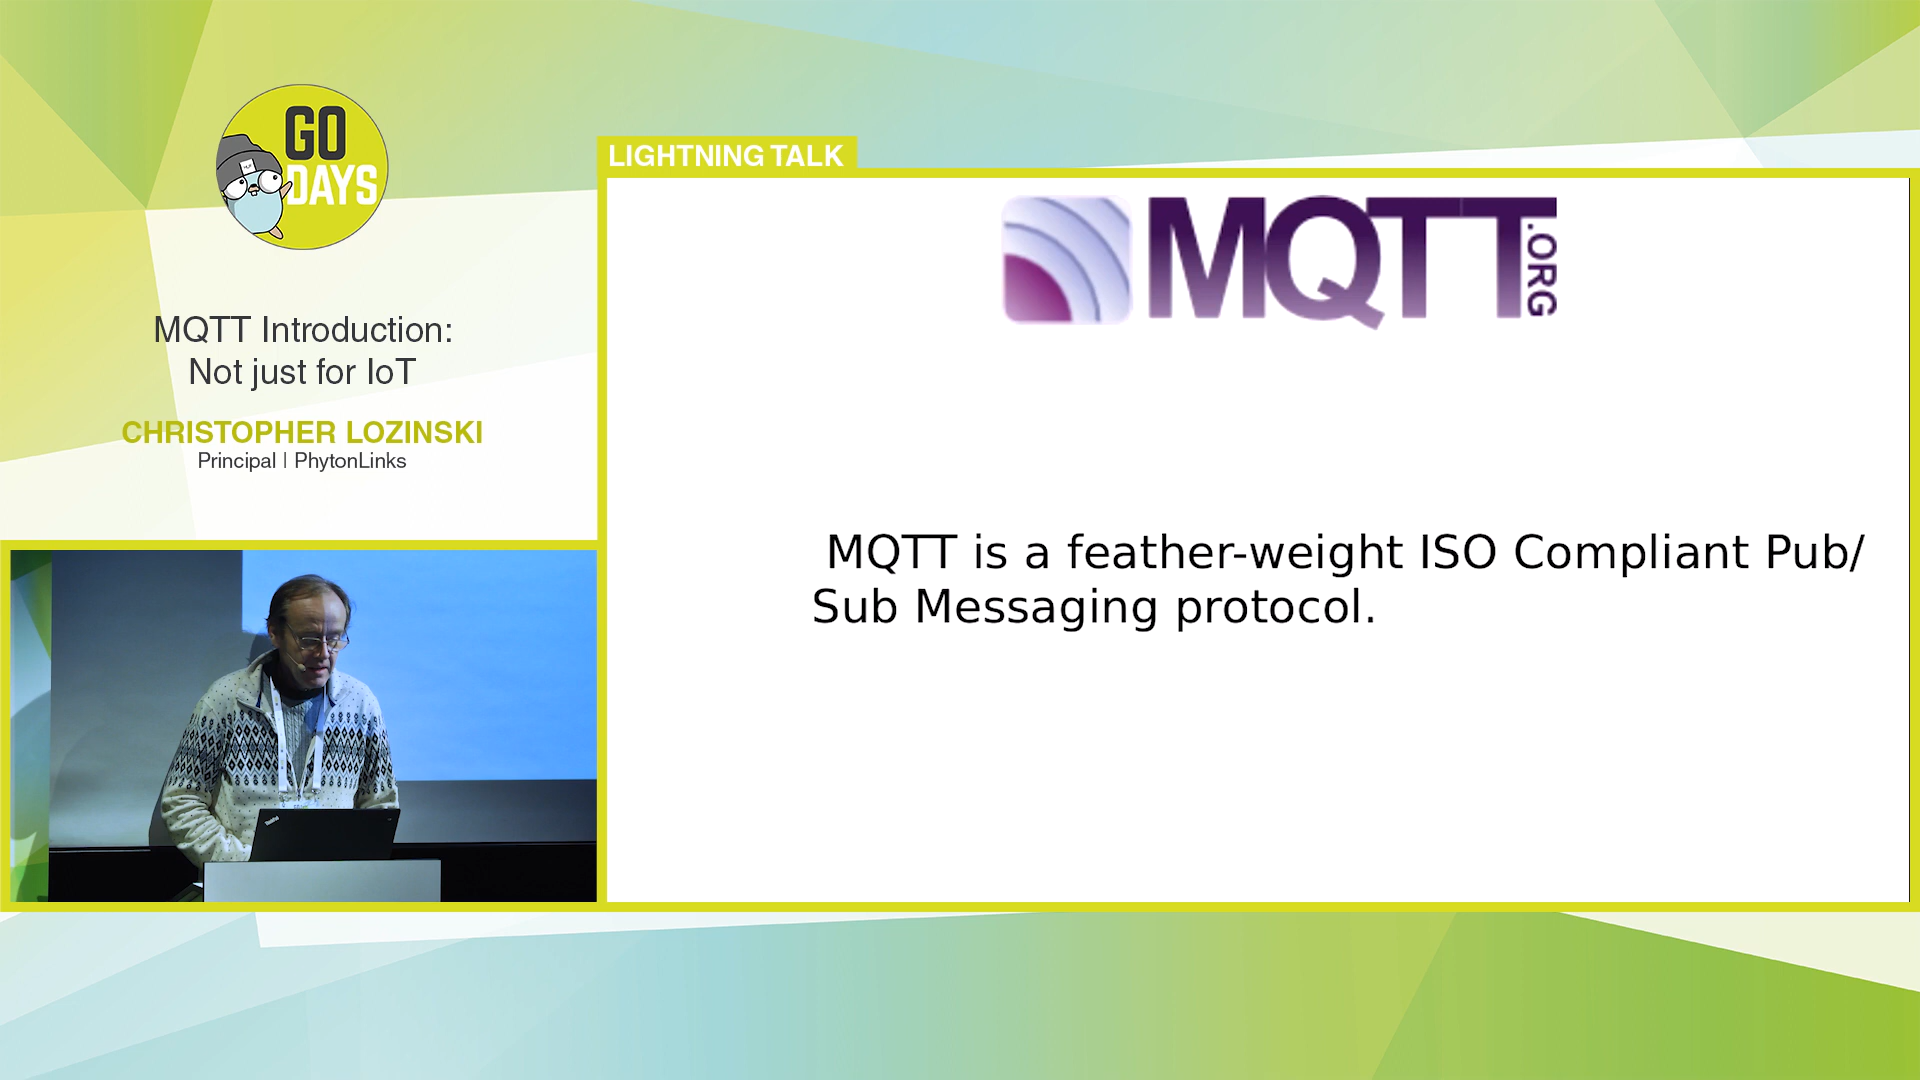 GO
DAYS
LIGHTNING TALK
MQTT
.ORG
MQTT Introduction:
Not just for IoT
CHRISTOPHER LOZINSKI
Principal | PhytonLinks
MQTT is a feather-weight ISO Compliant Pub/
Sub Messaging protocol.
ThinkPad